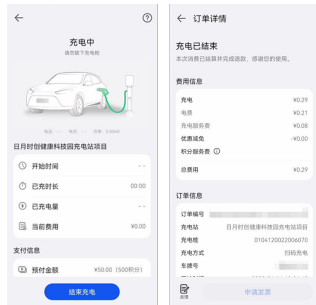 充电中
请勿拔下充电枪
日月时创健康科技园充电站项目
开始时间 --
已充时长 00:00
已充电量 --
当前费用 ¥0.00
支付信息
预付金额 ¥50.00（500积分）
结束充电
订单详情
充电已结束
本次消费已结算并完成退款，感谢您的使用。
费用信息
充电 ¥0.29
电费 ¥0.21
充电服务费 ¥0.08
优惠减免 -¥0.00
积分服务费
总费用 ¥0.29
订单信息
订单编号
充电站 日月时创健康科技园充电站项目
充电桩 0104120022006070
充电方式 扫码充电
车牌号
申请发票